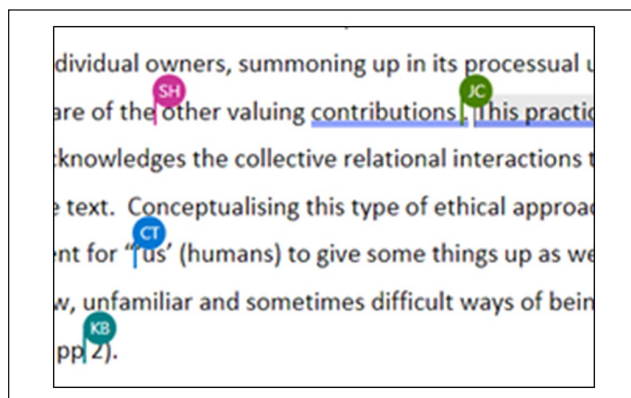 dividual owners, summoning up in its processual u
SH JC
are of the other valuing contributions. This practic
cknowledges the collective relational interactions t
e text. Conceptualising this type of ethical approac
CT
nt for “‘us’ (humans) to give some things up as we
w, unfamiliar and sometimes difficult ways of bein
KB
pp 2).